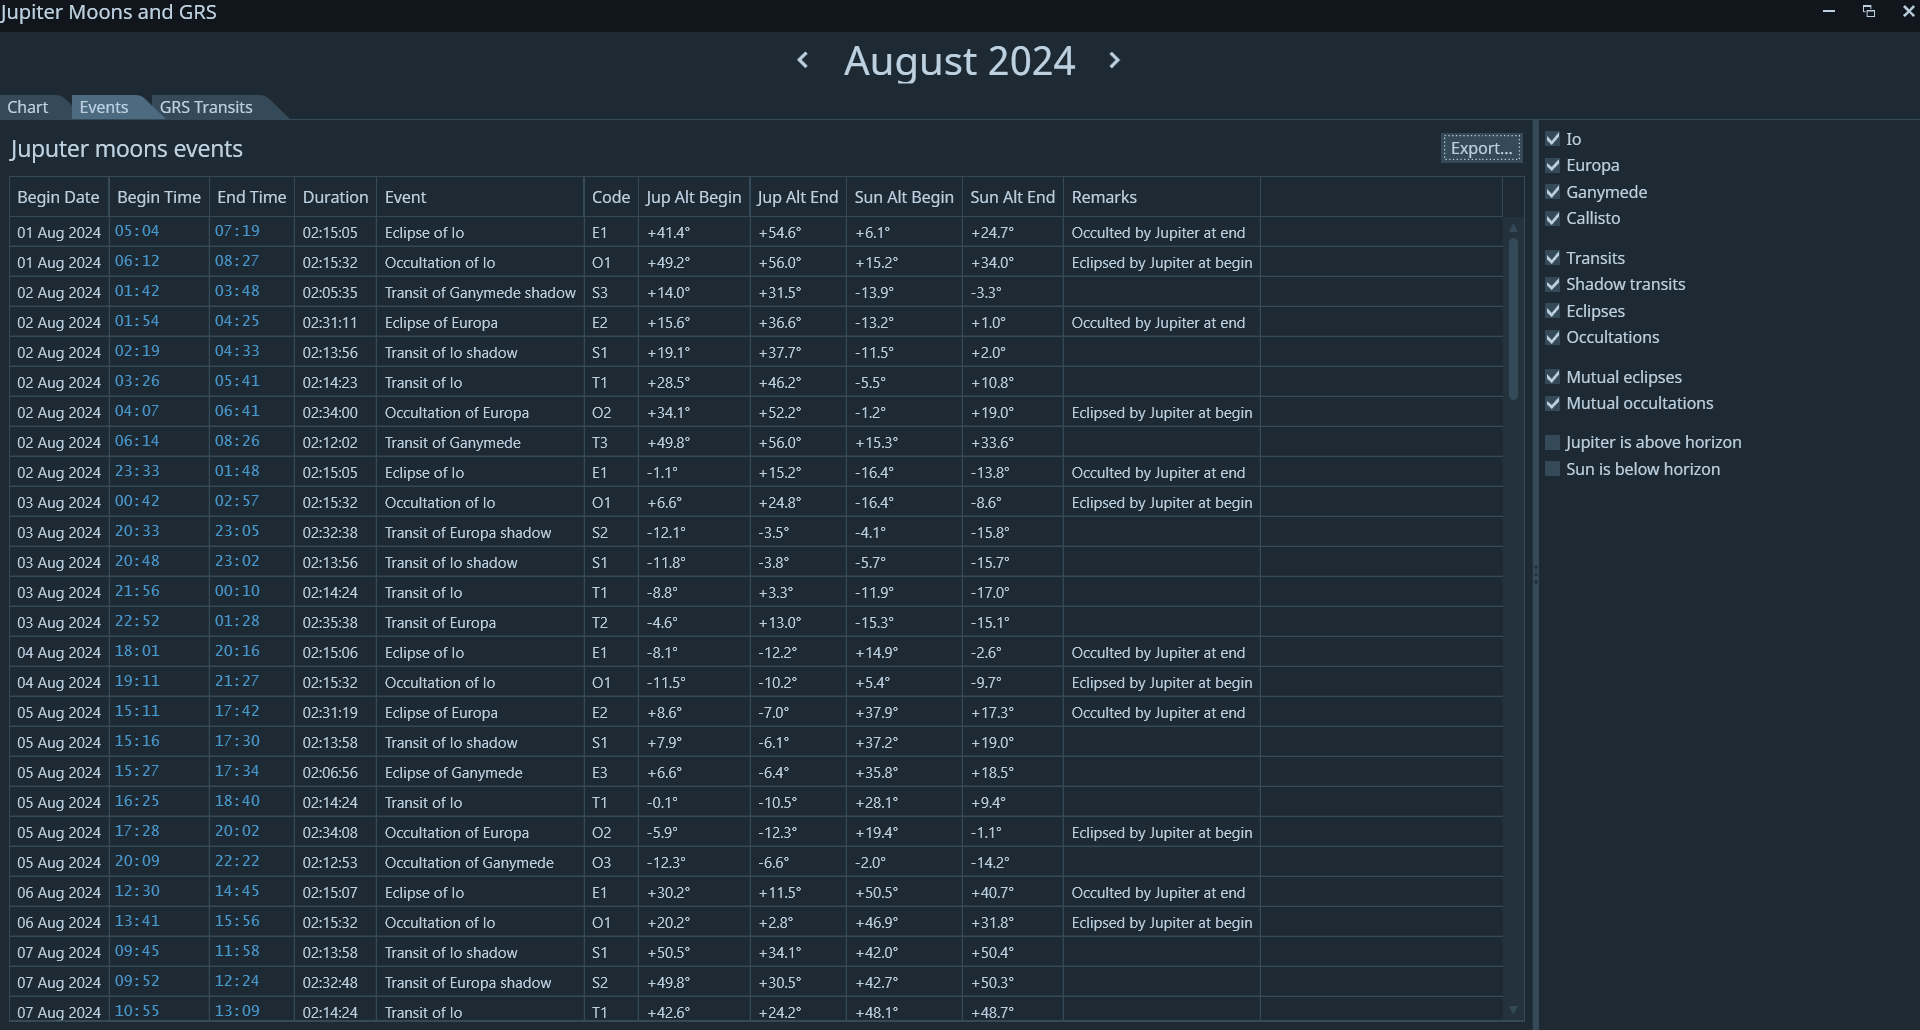 Jupiter Moons and GRS
August 2024
Chart Events GRS Transits
Juputer moons events Export...
Begin Date Begin Time End Time Duration Event Code Jup Alt Begin Jup Alt End Sun Alt Begin Sun Alt End Remarks
01 Aug 2024 05:04 07:19 02:15:05 Eclipse of Io E1 +41.4° +54.6° +6.1° +24.7° Occulted by Jupiter at end
01 Aug 2024 06:12 08:27 02:15:32 Occultation of Io O1 +49.2° +56.0° +15.2° +34.0° Eclipsed by Jupiter at begin
02 Aug 2024 01:42 03:48 02:05:35 Transit of Ganymede shadow S3 +14.0° +31.5° -13.9° -3.3°
02 Aug 2024 01:54 04:25 02:31:11 Eclipse of Europa E2 +15.6° +36.6° -13.2° +1.0° Occulted by Jupiter at end
02 Aug 2024 02:19 04:33 02:13:56 Transit of Io shadow S1 +19.1° +37.7° -11.5° +2.0°
02 Aug 2024 03:26 05:41 02:14:23 Transit of Io T1 +28.5° +46.2° -5.5° +10.8°
02 Aug 2024 04:07 06:41 02:34:00 Occultation of Europa O2 +34.1° +52.2° -1.2° +19.0° Eclipsed by Jupiter at begin
02 Aug 2024 06:14 08:26 02:12:02 Transit of Ganymede T3 +49.8° +56.0° +15.3° +33.6°
02 Aug 2024 23:33 01:48 02:15:05 Eclipse of Io E1 -1.1° +15.2° -16.4° -13.8° Occulted by Jupiter at end
03 Aug 2024 00:42 02:57 02:15:32 Occultation of Io O1 +6.6° +24.8° -16.4° -8.6° Eclipsed by Jupiter at begin
03 Aug 2024 20:33 23:05 02:32:38 Transit of Europa shadow S2 -12.1° -3.5° -4.1° -15.8°
03 Aug 2024 20:48 23:02 02:13:56 Transit of Io shadow S1 -11.8° -3.8° -5.7° -15.7°
03 Aug 2024 21:56 00:10 02:14:24 Transit of Io T1 -8.8° +3.3° -11.9° -17.0°
03 Aug 2024 22:52 01:28 02:35:38 Transit of Europa T2 -4.6° +13.0° -15.3° -15.1°
04 Aug 2024 18:01 20:16 02:15:06 Eclipse of Io E1 -8.1° -12.2° +14.9° -2.6° Occulted by Jupiter at end
04 Aug 2024 19:11 21:27 02:15:32 Occultation of Io O1 -11.5° -10.2° +5.4° -9.7° Eclipsed by Jupiter at begin
05 Aug 2024 15:11 17:42 02:31:19 Eclipse of Europa E2 +8.6° -7.0° +37.9° +17.3° Occulted by Jupiter at end
05 Aug 2024 15:16 17:30 02:13:58 Transit of Io shadow S1 +7.9° -6.1° +37.2° +19.0°
05 Aug 2024 15:27 17:34 02:06:56 Eclipse of Ganymede E3 +6.6° -6.4° +35.8° +18.5°
05 Aug 2024 16:25 18:40 02:14:24 Transit of Io T1 -0.1° -10.5° +28.1° +9.4°
05 Aug 2024 17:28 20:02 02:34:08 Occultation of Europa O2 -5.9° -12.3° +19.4° -1.1° Eclipsed by Jupiter at begin
05 Aug 2024 20:09 22:22 02:12:53 Occultation of Ganymede O3 -12.3° -6.6° -2.0° -14.2°
06 Aug 2024 12:30 14:45 02:15:07 Eclipse of Io E1 +30.2° +11.5° +50.5° +40.7° Occulted by Jupiter at end
06 Aug 2024 13:41 15:56 02:15:32 Occultation of Io O1 +20.2° +2.8° +46.9° +31.8° Eclipsed by Jupiter at begin
07 Aug 2024 09:45 11:58 02:13:58 Transit of Io shadow S1 +50.5° +34.1° +42.0° +50.4°
07 Aug 2024 09:52 12:24 02:32:48 Transit of Europa shadow S2 +49.8° +30.5° +42.7° +50.3°
07 Aug 2024 10:55 13:09 02:14:24 Transit of Io T1 +42.6° +24.2° +48.1° +48.7°
Io
Europa
Ganymede
Callisto
Transits
Shadow transits
Eclipses
Occultations
Mutual eclipses
Mutual occultations
Jupiter is above horizon
Sun is below horizon